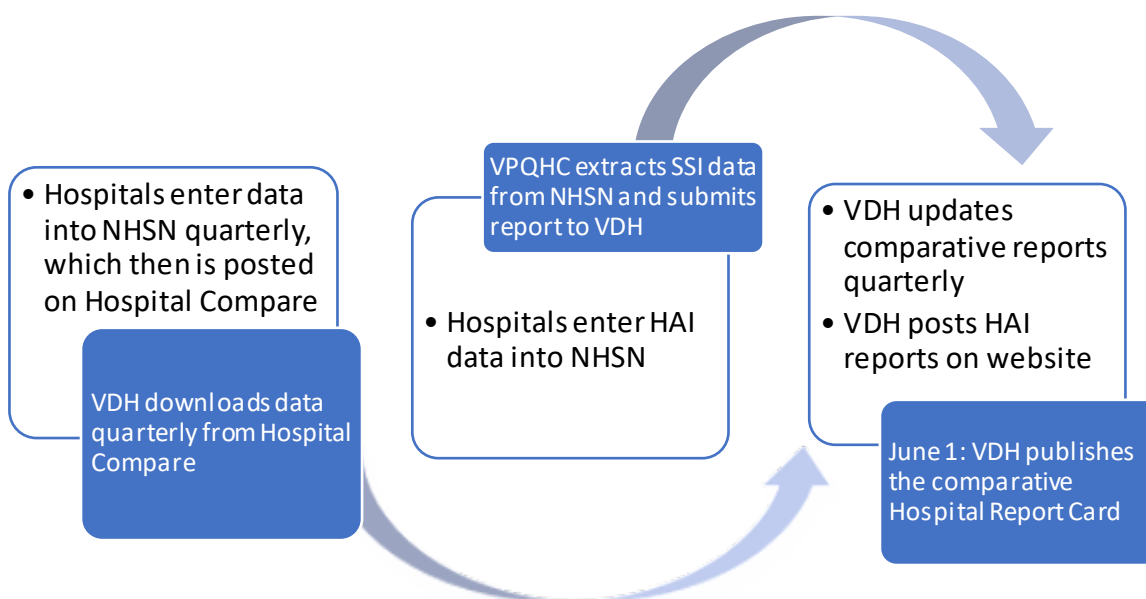 • Hospitals enter data
into NHSN quarterly,
which then is posted
on Hospital Compare
VDH downloads data
quarterly from Hospital
Compare
VPQHC extracts SSI data
from NHSN and submits
report to VDH
• Hospitals enter HAI
data into NHSN
• VDH updates
comparative reports
quarterly
• VDH posts HAI
reports on website
June 1: VDH publishes
the comparative
Hospital Report Card